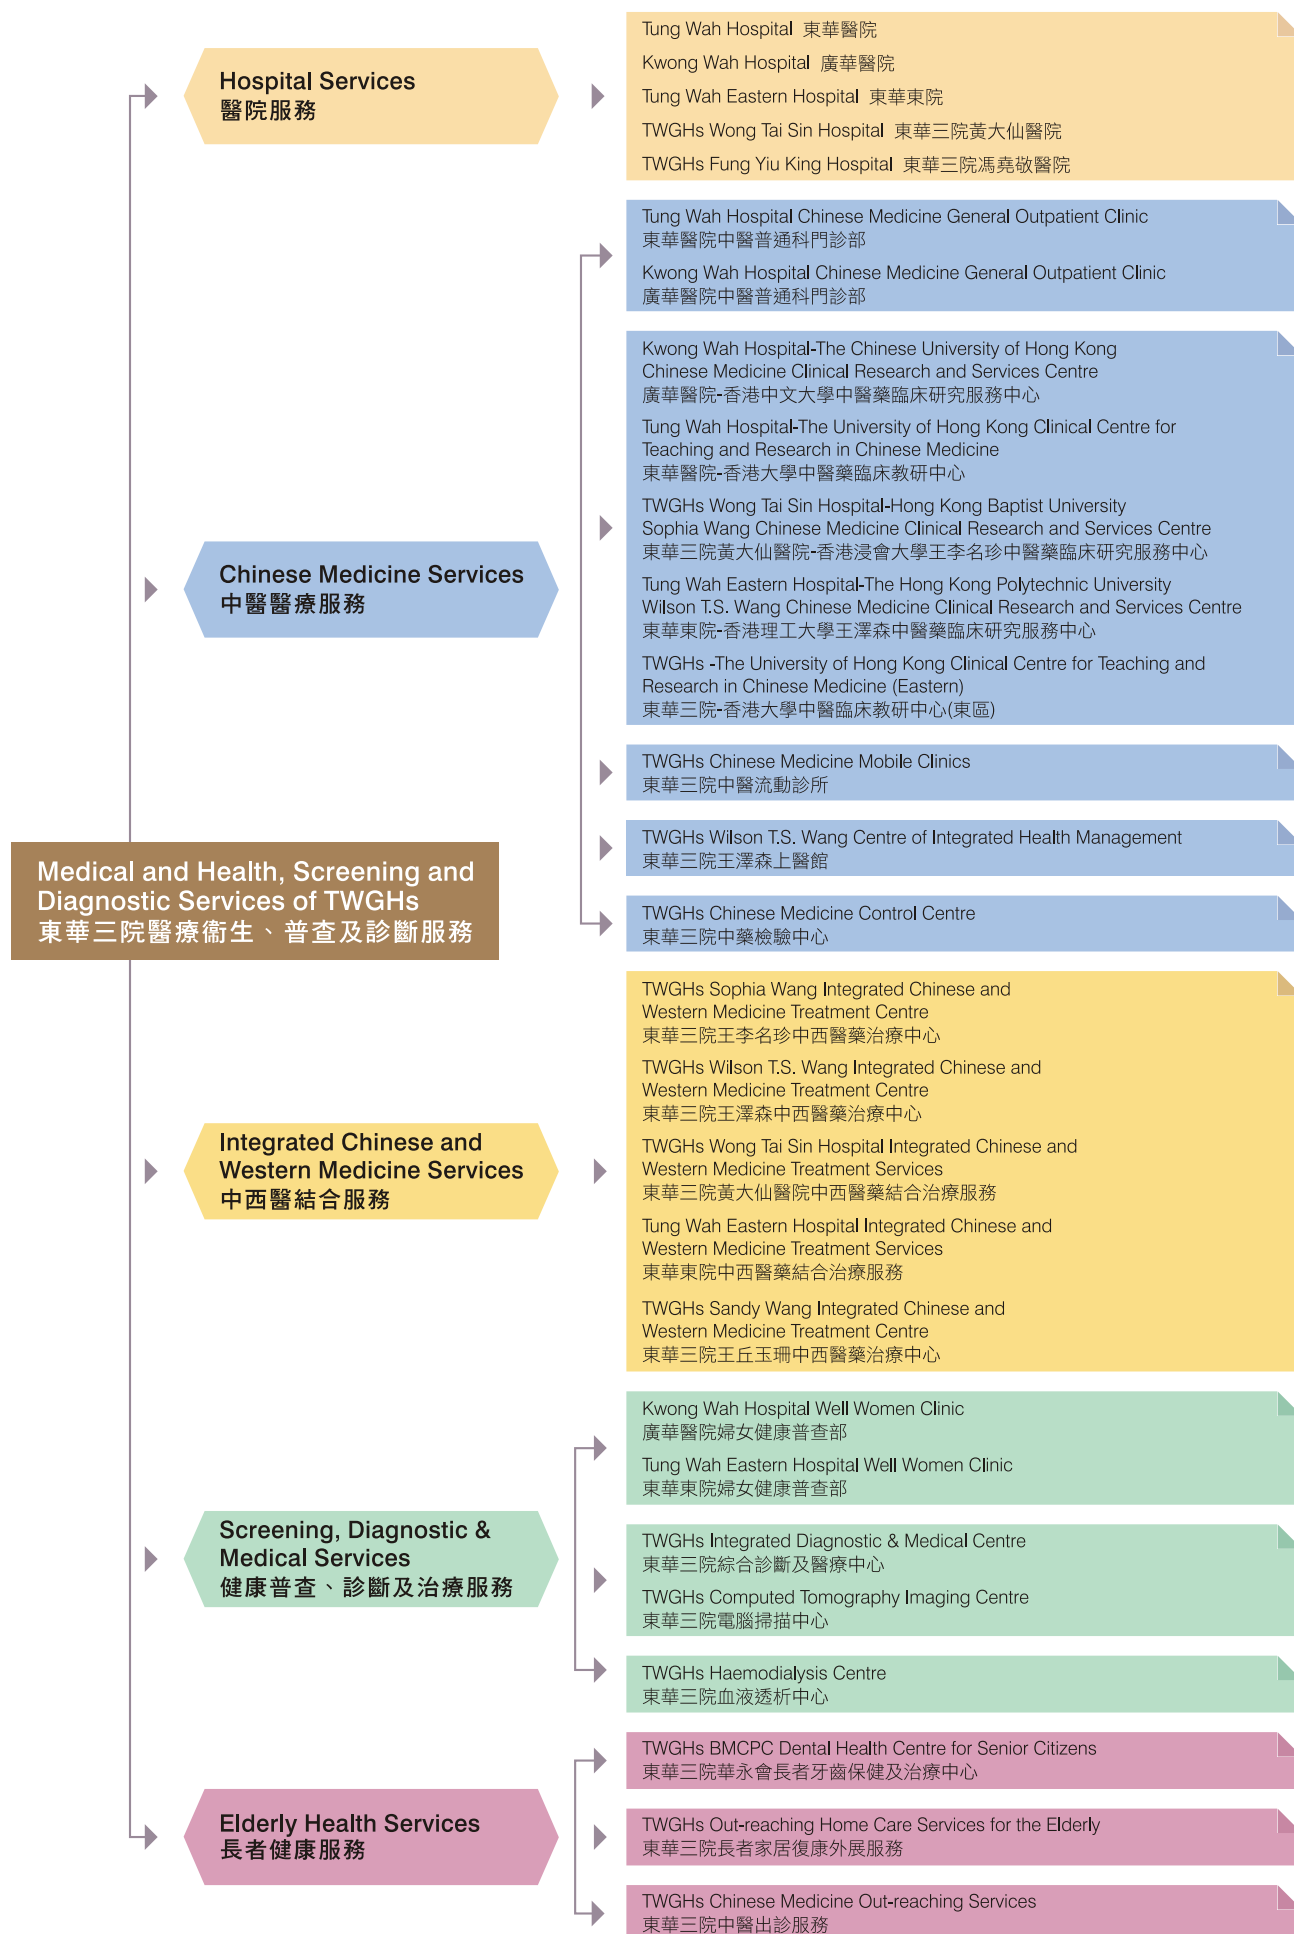 Medical and Health, Screening and
Diagnostic Services of TWGHs
東華三院醫療衞生、普查及診斷服務
Hospital Services
醫院服務
Tung Wah Hospital 東華醫院
Kwong Wah Hospital 廣華醫院
Tung Wah Eastern Hospital 東華東院
TWGHs Wong Tai Sin Hospital 東華三院黃大仙醫院
TWGHs Fung Yiu King Hospital 東華三院馮堯敬醫院
Chinese Medicine Services
中醫醫療服務
Tung Wah Hospital Chinese Medicine General Outpatient Clinic
東華醫院中醫普通科門診部
Kwong Wah Hospital Chinese Medicine General Outpatient Clinic
廣華醫院中醫普通科門診部
Kwong Wah Hospital-The Chinese University of Hong Kong
Chinese Medicine Clinical Research and Services Centre
廣華醫院-香港中文大學中醫藥臨床研究服務中心
Tung Wah Hospital-The University of Hong Kong Clinical Centre for
Teaching and Research in Chinese Medicine
東華醫院-香港大學中醫藥臨床教研中心
TWGHs Wong Tai Sin Hospital-Hong Kong Baptist University
Sophia Wang Chinese Medicine Clinical Research and Services Centre
東華三院黃大仙醫院-香港浸會大學王李名珍中醫藥臨床研究服務中心
Tung Wah Eastern Hospital-The Hong Kong Polytechnic University
Wilson T.S. Wang Chinese Medicine Clinical Research and Services Centre
東華東院-香港理工大學王澤森中醫藥臨床研究服務中心
TWGHs -The University of Hong Kong Clinical Centre for Teaching and
Research in Chinese Medicine (Eastern)
東華三院-香港大學中醫臨床教研中心(東區)
TWGHs Chinese Medicine Mobile Clinics
東華三院中醫流動診所
TWGHs Wilson T.S. Wang Centre of Integrated Health Management
東華三院王澤森上醫館
TWGHs Chinese Medicine Control Centre
東華三院中藥檢驗中心
Integrated Chinese and
Western Medicine Services
中西醫結合服務
TWGHs Sophia Wang Integrated Chinese and
Western Medicine Treatment Centre
東華三院王李名珍中西醫藥治療中心
TWGHs Wilson T.S. Wang Integrated Chinese and
Western Medicine Treatment Centre
東華三院王澤森中西醫藥治療中心
TWGHs Wong Tai Sin Hospital Integrated Chinese and
Western Medicine Treatment Services
東華三院黃大仙醫院中西醫藥結合治療服務
Tung Wah Eastern Hospital Integrated Chinese and
Western Medicine Treatment Services
東華東院中西醫藥結合治療服務
TWGHs Sandy Wang Integrated Chinese and
Western Medicine Treatment Centre
東華三院王丘玉珊中西醫藥治療中心
Screening, Diagnostic &
Medical Services
健康普查、診斷及治療服務
Kwong Wah Hospital Well Women Clinic
廣華醫院婦女健康普查部
Tung Wah Eastern Hospital Well Women Clinic
東華東院婦女健康普查部
TWGHs Integrated Diagnostic & Medical Centre
東華三院綜合診斷及醫療中心
TWGHs Computed Tomography Imaging Centre
東華三院電腦掃描中心
TWGHs Haemodialysis Centre
東華三院血液透析中心
Elderly Health Services
長者健康服務
TWGHs BMCPC Dental Health Centre for Senior Citizens
東華三院華永會長者牙齒保健及治療中心
TWGHs Out-reaching Home Care Services for the Elderly
東華三院長者家居復康外展服務
TWGHs Chinese Medicine Out-reaching Services
東華三院中醫出診服務